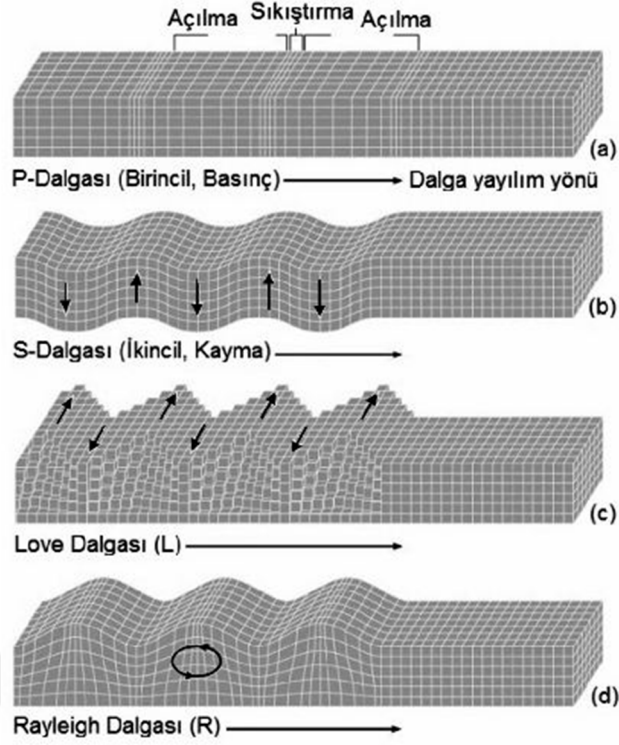 Açılma Sıkıştırma Açılma
(a)
P-Dalgası (Birincil, Basınç) Dalga yayılım yönü
(b)
S-Dalgası (İkincil, Kayma)
(c)
Love Dalgası (L)
(d)
Rayleigh Dalgası (R)